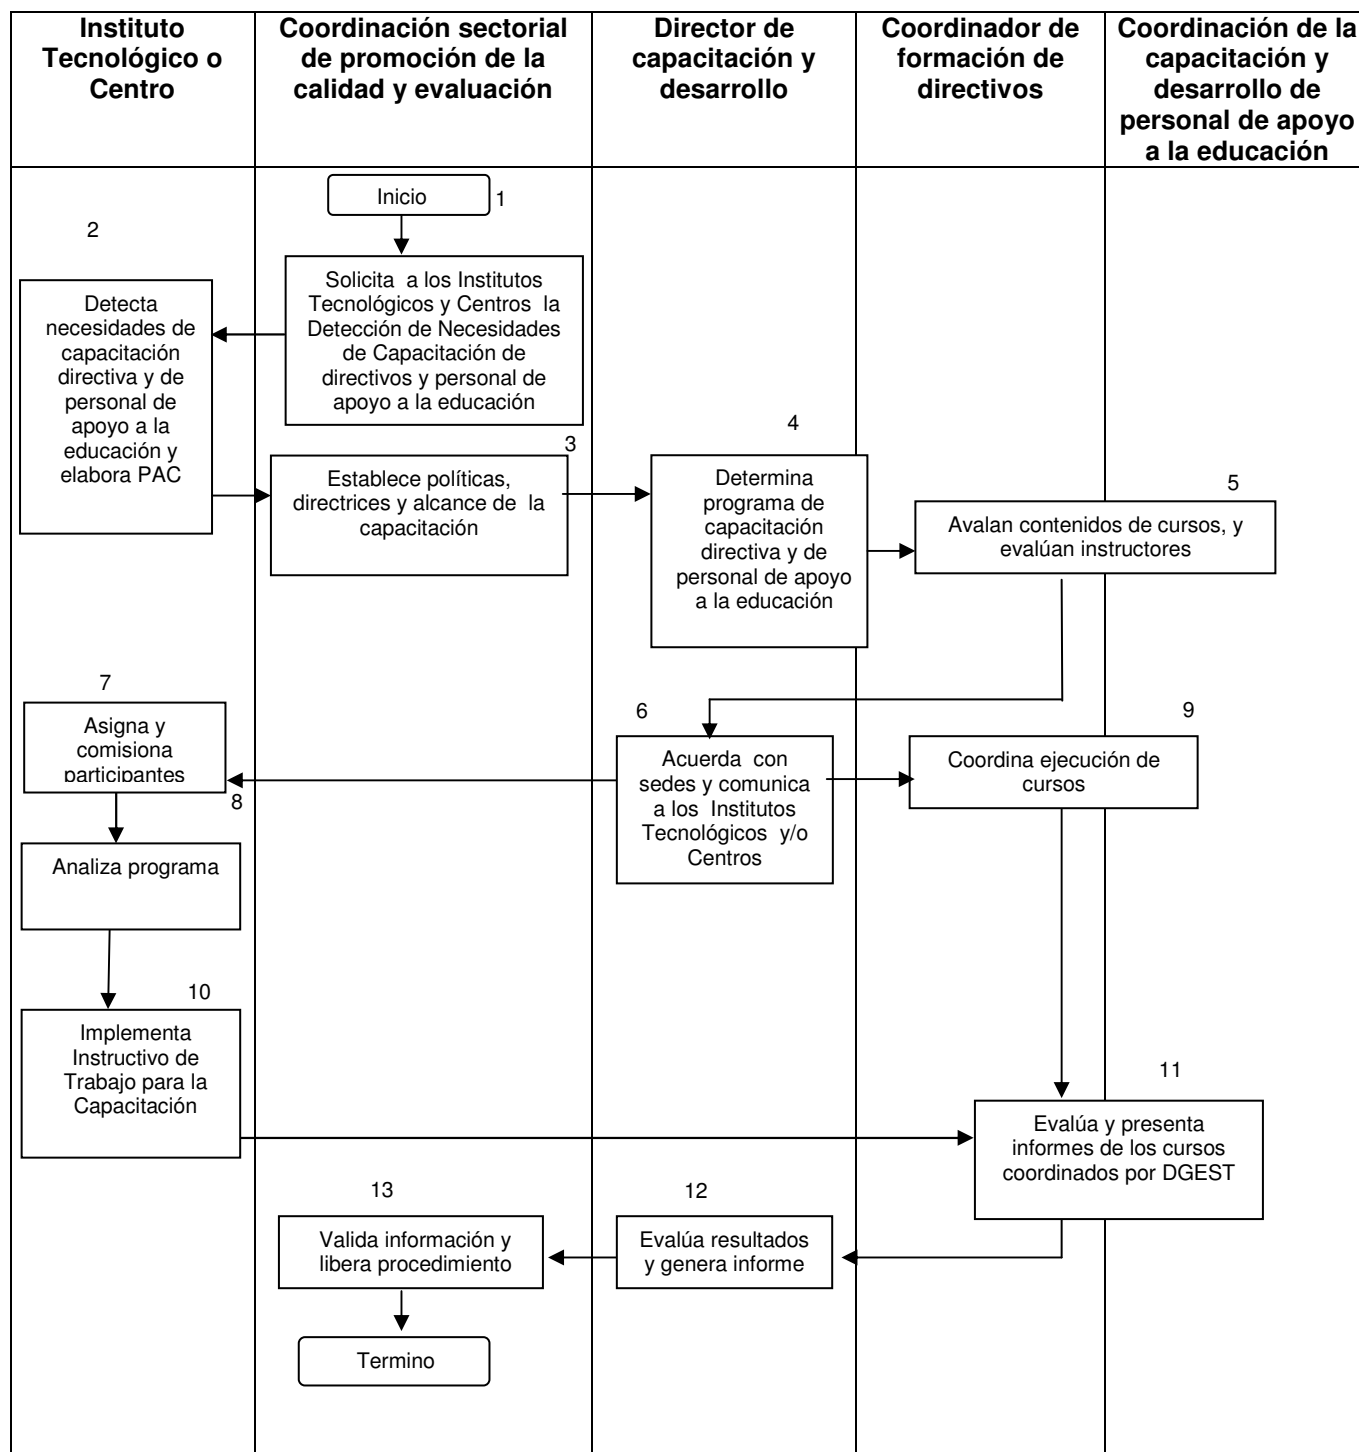 Instituto
Tecnológico o
Centro
Coordinación sectorial
de promoción de la
calidad y evaluación
Director de
capacitación y
desarrollo
Coordinador de
formación de
directivos
Coordinación de la
capacitación y
desarrollo de
personal de apoyo
a la educación
Inicio
1
Solicita a los Institutos
Tecnológicos y Centros la
Detección de Necesidades
de Capacitación de
directivos y personal de
apoyo a la educación
2
Detecta
necesidades de
capacitación
directiva y de
personal de
apoyo a la
educación y
elabora PAC
3
Establece políticas,
directrices y alcance de la
capacitación
4
Determina
programa de
capacitación
directiva y de
personal de apoyo
a la educación
5
Avalan contenidos de cursos, y
evalúan instructores
6
Acuerda con
sedes y comunica
a los Institutos
Tecnológicos y/o
Centros
7
Asigna y
comisiona
participantes
8
Analiza programa
9
Coordina ejecución de
cursos
10
Implementa
Instructivo de
Trabajo para la
Capacitación
11
Evalúa y presenta
informes de los cursos
coordinados por DGEST
12
Evalúa resultados
y genera informe
13
Valida información y
libera procedimiento
Termino